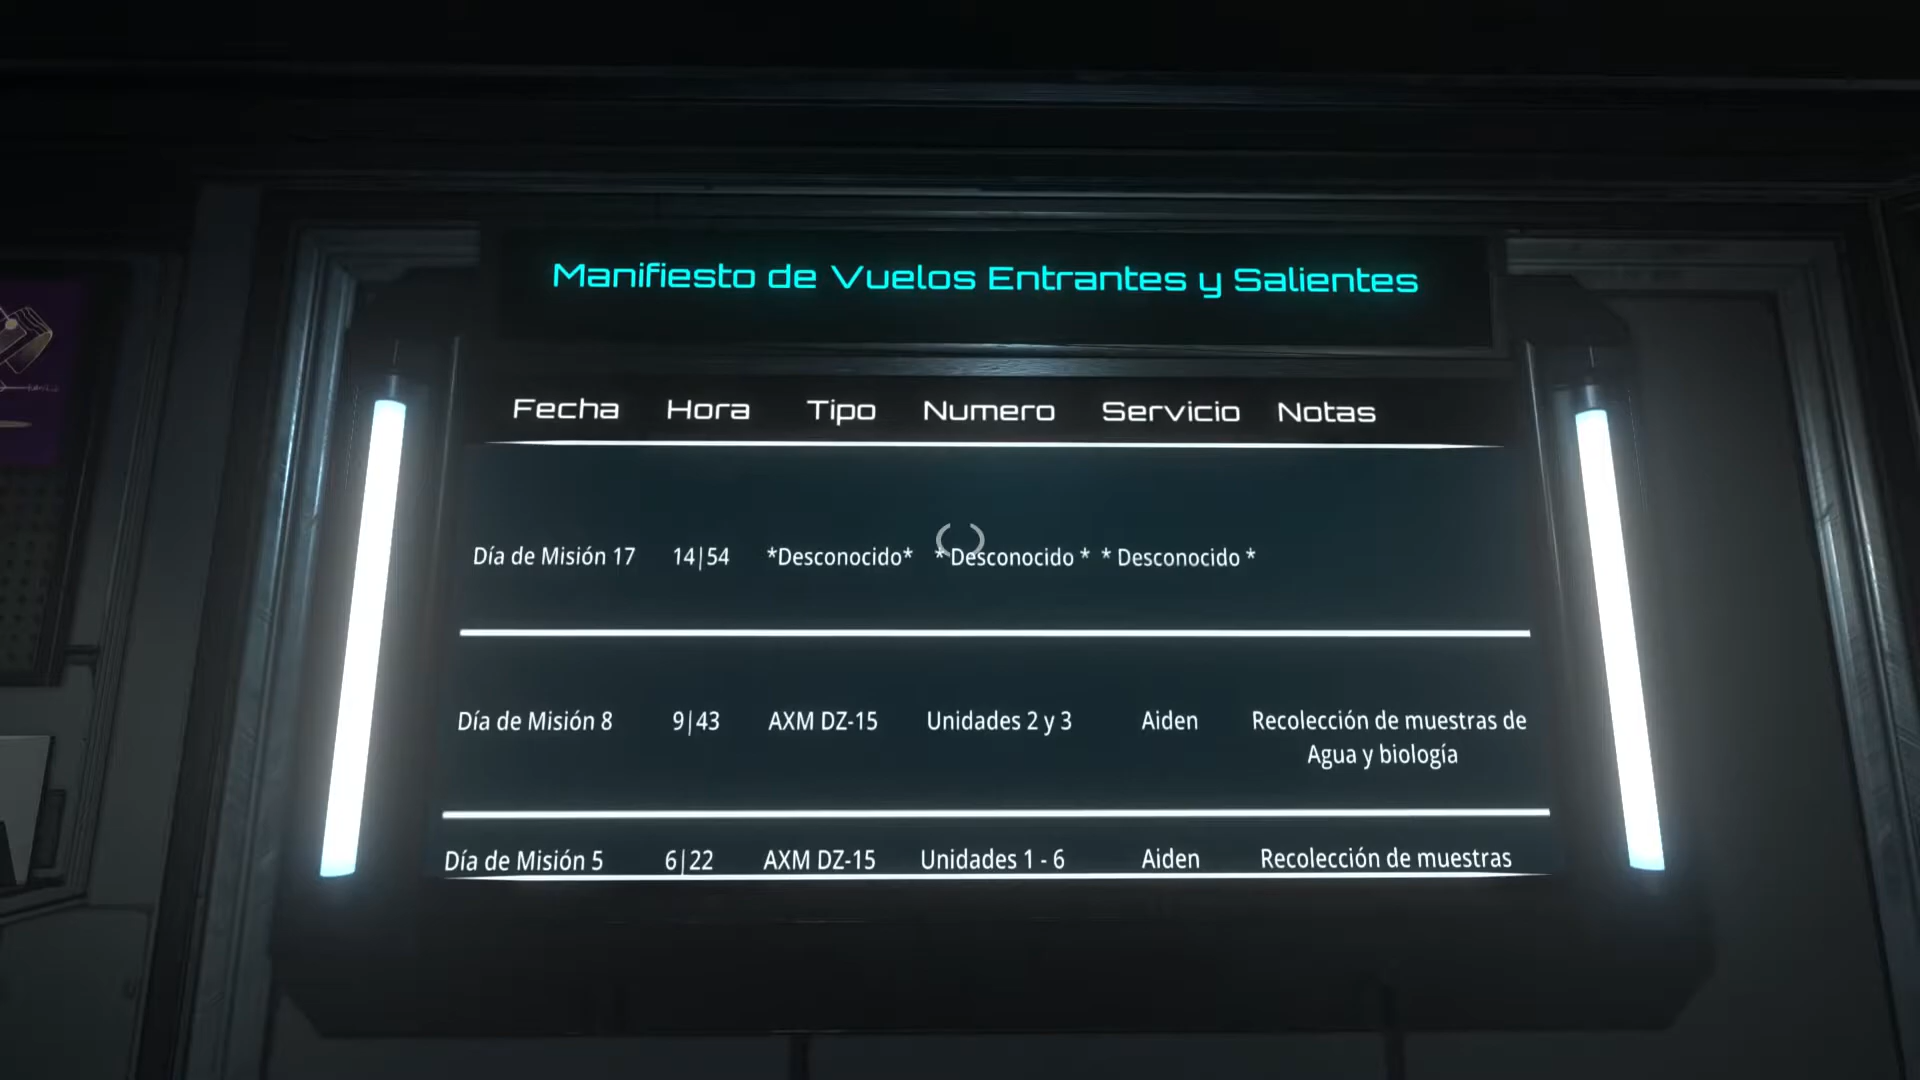 Manifiesto de Vuelos Entrantes y Salientes
Fecha Hora Tipo Numero Servicio Notas
Día de Misión 17 14|54 *Desconocido* * Desconocido * * Desconocido *
Día de Misión 8 9|43 AXM DZ-15 Unidades 2 y 3 Aiden Recolección de muestras de
Agua y biología
Día de Misión 5 6|22 AXM DZ-15 Unidades 1 - 6 Aiden Recolección de muestras